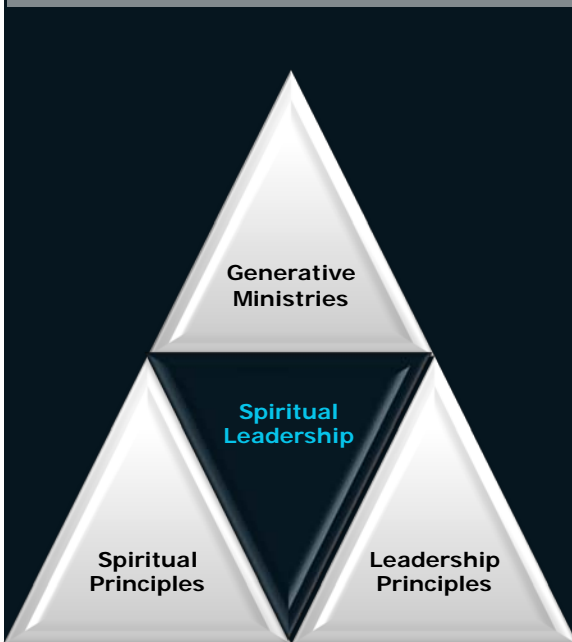 Generative
Ministries
Spiritual
Leadership
Spiritual
Principles
Leadership
Principles